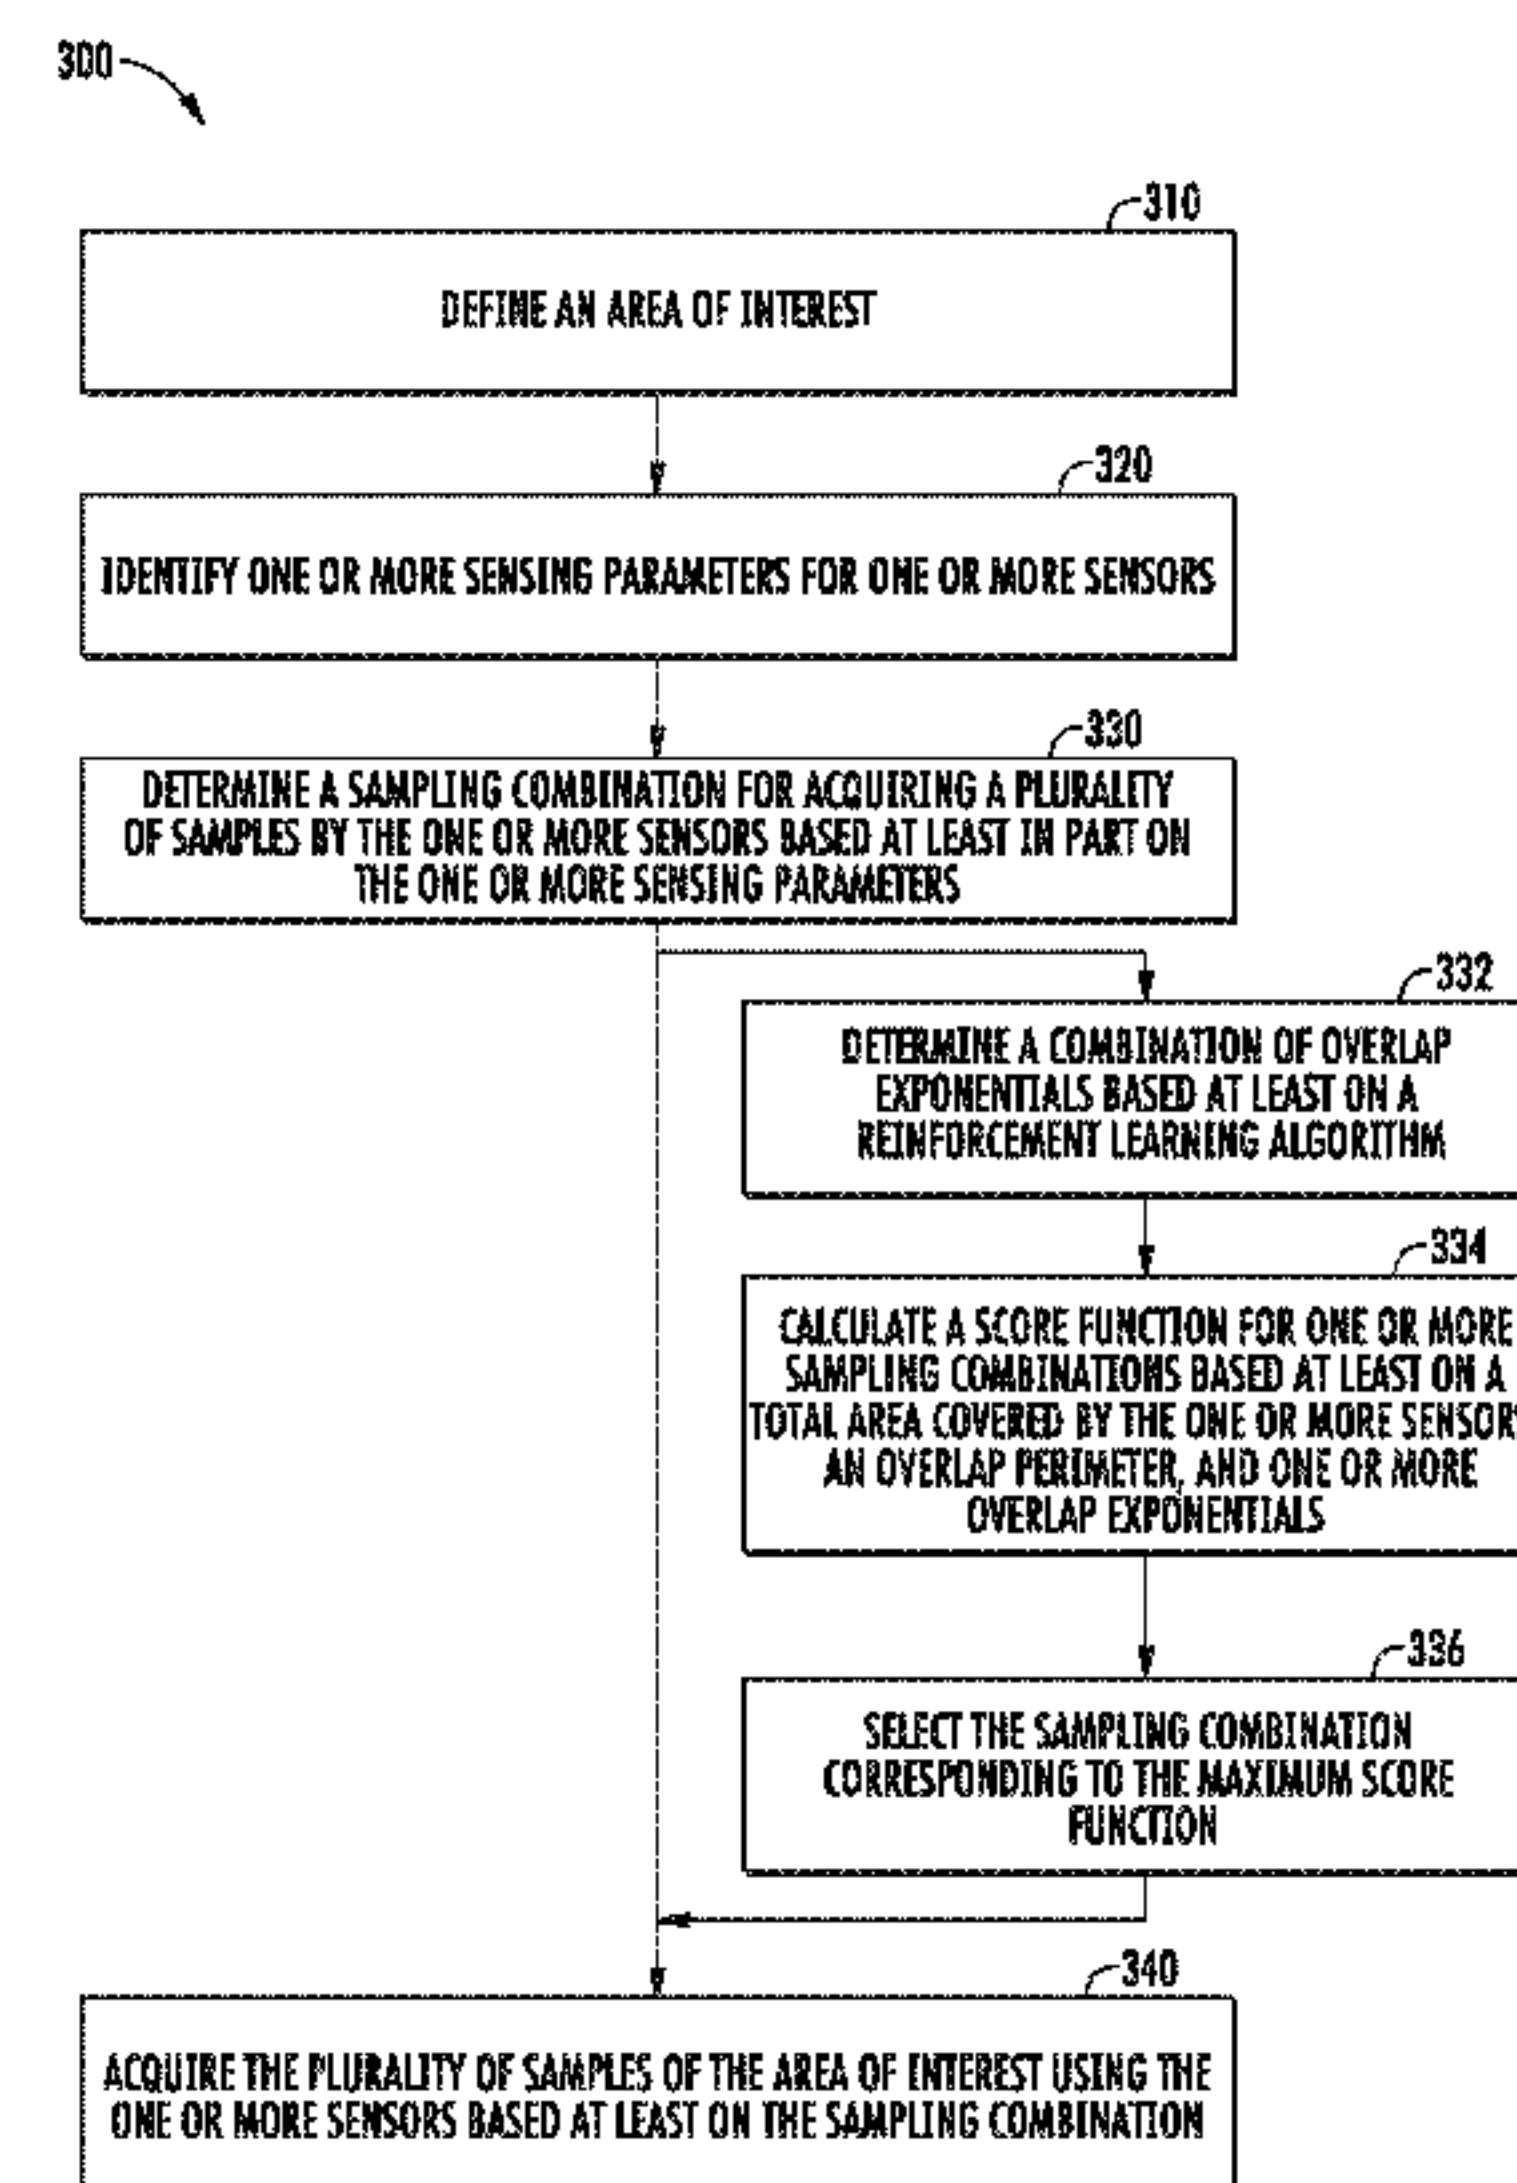 300
310
DEFINE AN AREA OF INTEREST
320
IDENTIFY ONE OR MORE SENSING PARAMETERS FOR ONE OR MORE SENSORS
330
DETERMINE A SAMPLING COMBINATION FOR ACQUIRING A PLURALITY
OF SAMPLES BY THE ONE OR MORE SENSORS BASED AT LEAST IN PART ON
THE ONE OR MORE SENSING PARAMETERS
332
DETERMINE A COMBINATION OF OVERLAP
EXPONENTIALS BASED AT LEAST ON A
REINFORCEMENT LEARNING ALGORITHM
334
CALCULATE A SCORE FUNCTION FOR ONE OR MORE
SAMPLING COMBINATIONS BASED AT LEAST ON A
TOTAL AREA COVERED BY THE ONE OR MORE SENSORS
AN OVERLAP PERIMETER, AND ONE OR MORE
OVERLAP EXPONENTIALS
336
SELECT THE SAMPLING COMBINATION
CORRESPONDING TO THE MAXIMUM SCORE
FUNCTION
340
ACQUIRE THE PLURALITY OF SAMPLES OF THE AREA OF INTEREST USING THE
ONE OR MORE SENSORS BASED AT LEAST ON THE SAMPLING COMBINATION